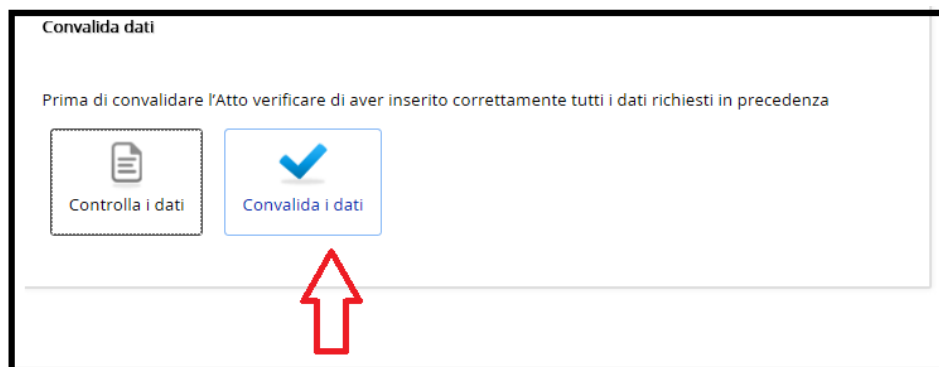 Convalida dati
Prima di convalidare l'Atto verificare di aver inserito correttamente tutti i dati richiesti in precedenza
Controlla i dati
Convalida i dati